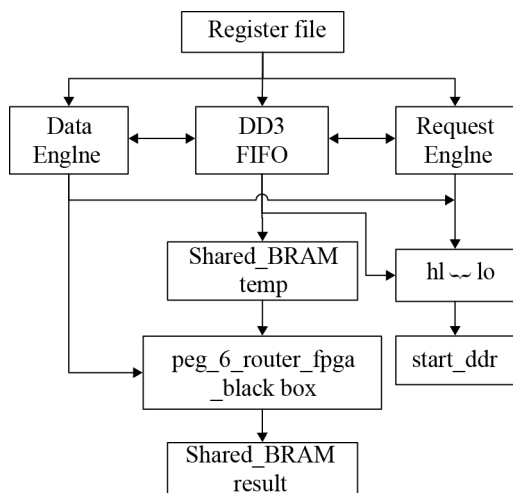 Register file
Data
Englne
DD3
FIFO
Request
Englne
Shared_BRAM
temp
hl ~ lo
peg_6_router_fpga
_black box
start_ddr
Shared_BRAM
result